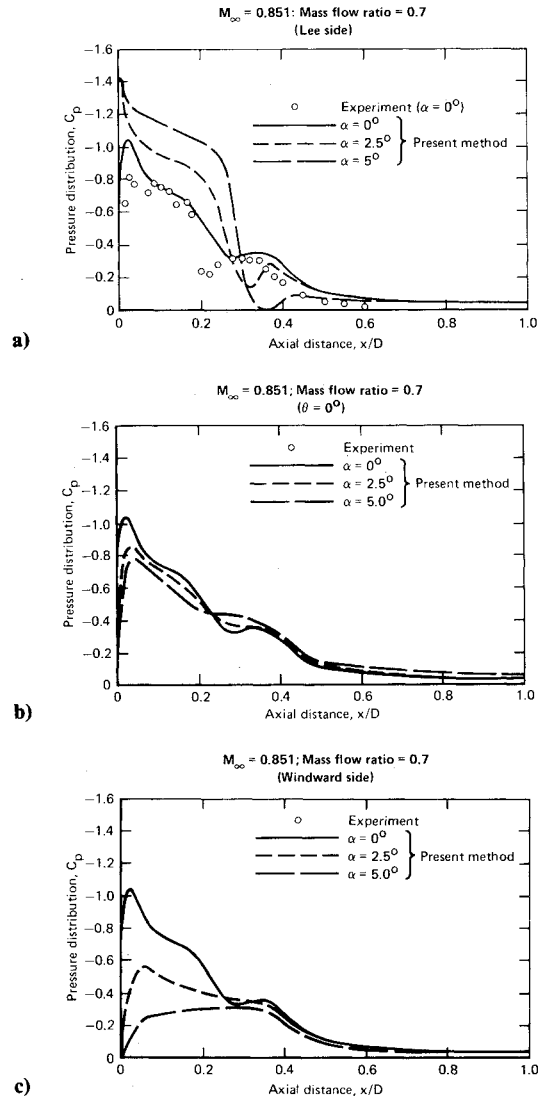 M∞ = 0.851: Mass flow ratio = 0.7
(Lee side)
Pressure distribution, Cp
−1.6
−1.4
−1.2
−1.0
−0.8
−0.6
−0.4
−0.2
0
Experiment (α = 0°)
α = 0°
α = 2.5°
α = 5°
Present method
0
0.2
0.4
0.6
0.8
1.0
Axial distance, x/D
a)
M∞ = 0.851; Mass flow ratio = 0.7
(θ = 0°)
Pressure distribution, Cp
−1.6
−1.4
−1.2
−1.0
−0.8
−0.6
−0.4
−0.2
0
Experiment
α = 0°
α = 2.5°
α = 5.0°
Present method
0
0.2
0.4
0.6
0.8
1.0
Axial distance, x/D
b)
M∞ = 0.851; Mass flow ratio = 0.7
(Windward side)
Pressure distribution, Cp
−1.6
−1.4
−1.2
−1.0
−0.8
−0.6
−0.4
−0.2
0
Experiment
α = 0°
α = 2.5°
α = 5.0°
Present method
0
0.2
0.4
0.6
0.8
1.0
Axial distance, x/D
c)